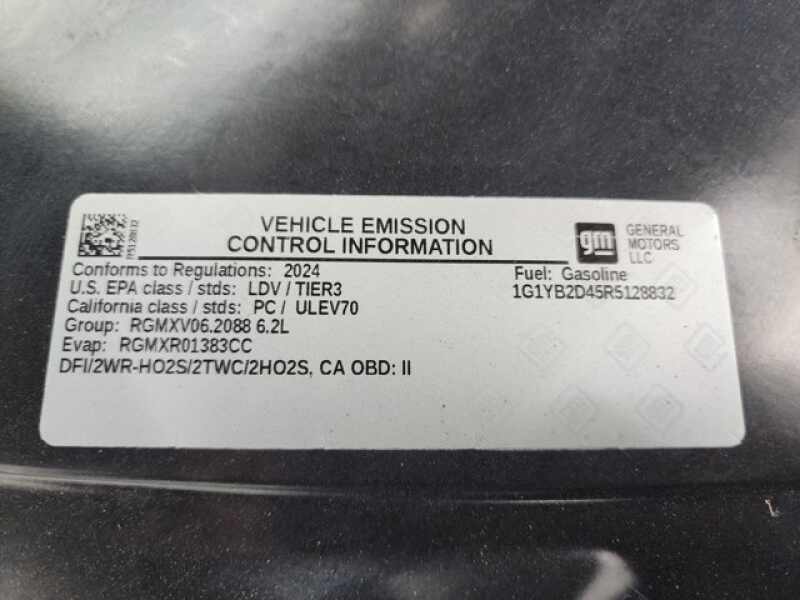 VEHICLE EMISSION
CONTROL INFORMATION
gm
GENERAL
MOTORS
LLC
Conforms to Regulations: 2024
U.S. EPA class / stds: LDV / TIER3
California class / stds: PC / ULEV70
Group: RGMXV06.2088 6.2L
Evap: RGMXR01383CC
DFI/2WR-HO2S/2TWC/2HO2S, CA OBD: II
Fuel: Gasoline
1G1YB2D45R5128832